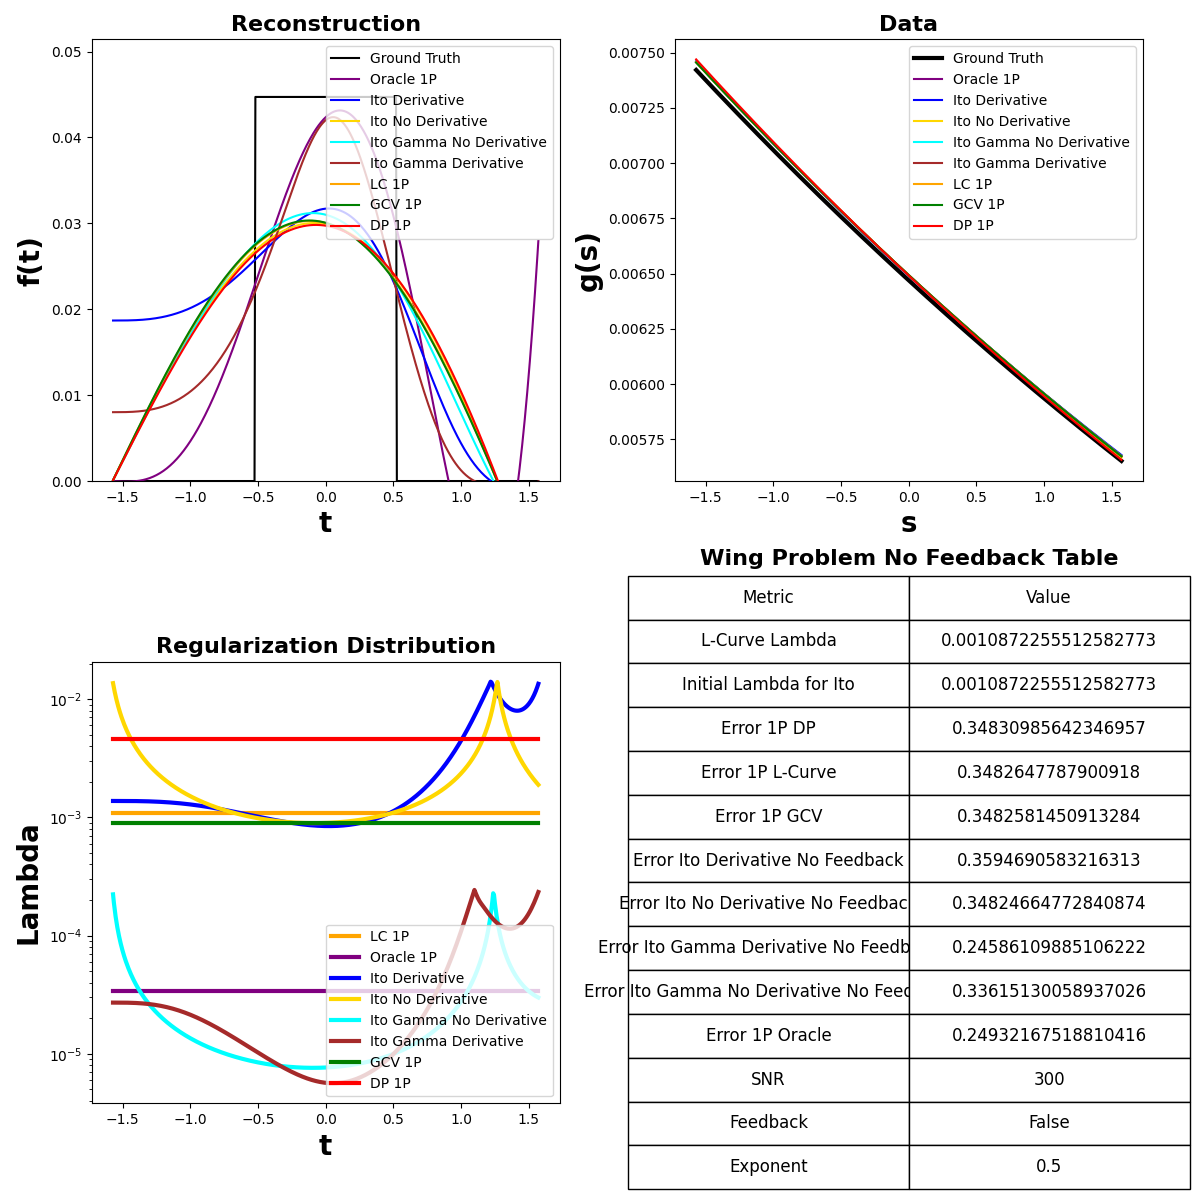 Reconstruction
f(t)
0.05
0.04
0.03
0.02
0.01
0.00
−1.5 −1.0 −0.5 0.0 0.5 1.0 1.5
t
Ground Truth
Oracle 1P
Ito Derivative
Ito No Derivative
Ito Gamma No Derivative
Ito Gamma Derivative
LC 1P
GCV 1P
DP 1P
Data
g(s)
0.00750
0.00725
0.00700
0.00675
0.00650
0.00625
0.00600
0.00575
−1.5 −1.0 −0.5 0.0 0.5 1.0 1.5
s
Ground Truth
Oracle 1P
Ito Derivative
Ito No Derivative
Ito Gamma No Derivative
Ito Gamma Derivative
LC 1P
GCV 1P
DP 1P
Regularization Distribution
Lambda
10⁻²
10⁻³
10⁻⁴
10⁻⁵
−1.5 −1.0 −0.5 0.0 0.5 1.0 1.5
t
LC 1P
Oracle 1P
Ito Derivative
Ito No Derivative
Ito Gamma No Derivative
Ito Gamma Derivative
GCV 1P
DP 1P
Wing Problem No Feedback Table
Metric Value
L-Curve Lambda 0.0010872255512582773
Initial Lambda for Ito 0.0010872255512582773
Error 1P DP 0.34830985642346957
Error 1P L-Curve 0.3482647787900918
Error 1P GCV 0.3482581450913284
Error Ito Derivative No Feedback 0.3594690583216313
Error Ito No Derivative No Feedbac 0.34824664772840874
Error Ito Gamma Derivative No Feedb 0.24586109885106222
Error Ito Gamma No Derivative No Feed 0.33615130058937026
Error 1P Oracle 0.24932167518810416
SNR 300
Feedback False
Exponent 0.5